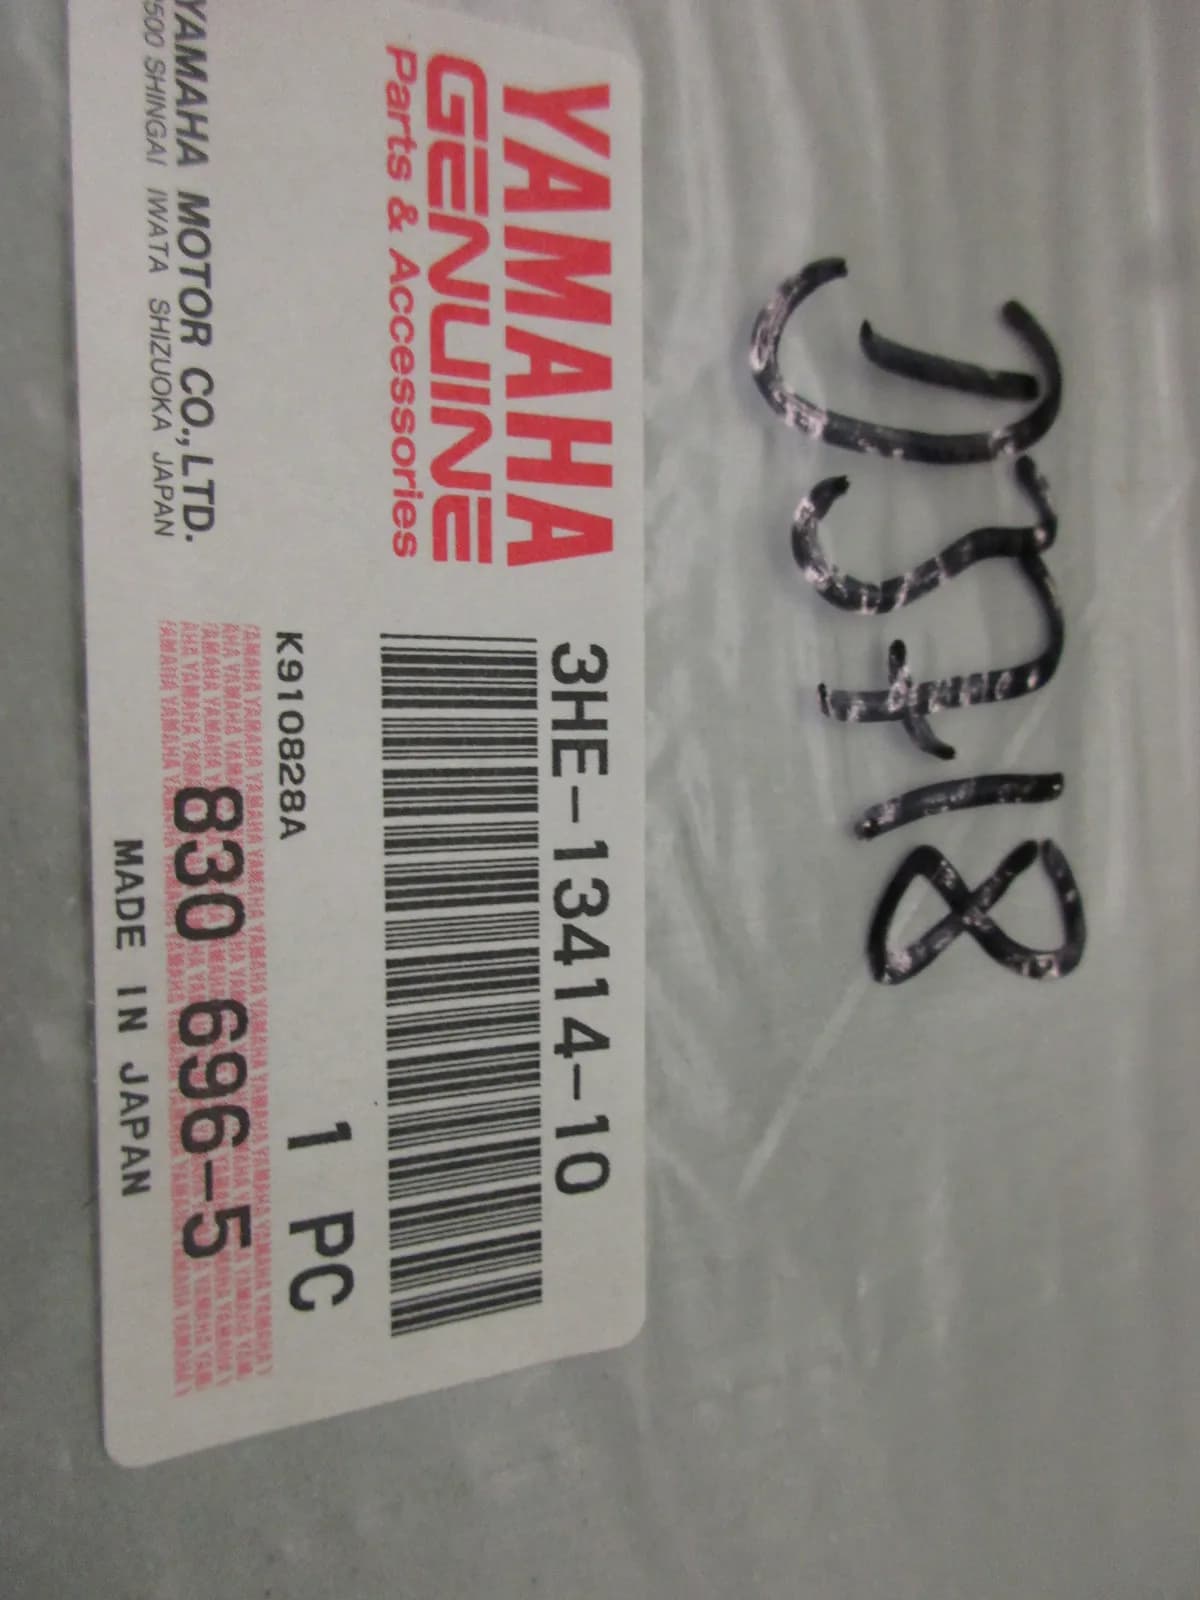 YAMAHA
GENUINE
Parts & Accessories
3HE-13414-10
K910828A
1 PC
830 696-5
YAMAHA MOTOR CO.,LTD.
2500 SHINGAI IWATA SHIZUOKA JAPAN
MADE IN JAPAN